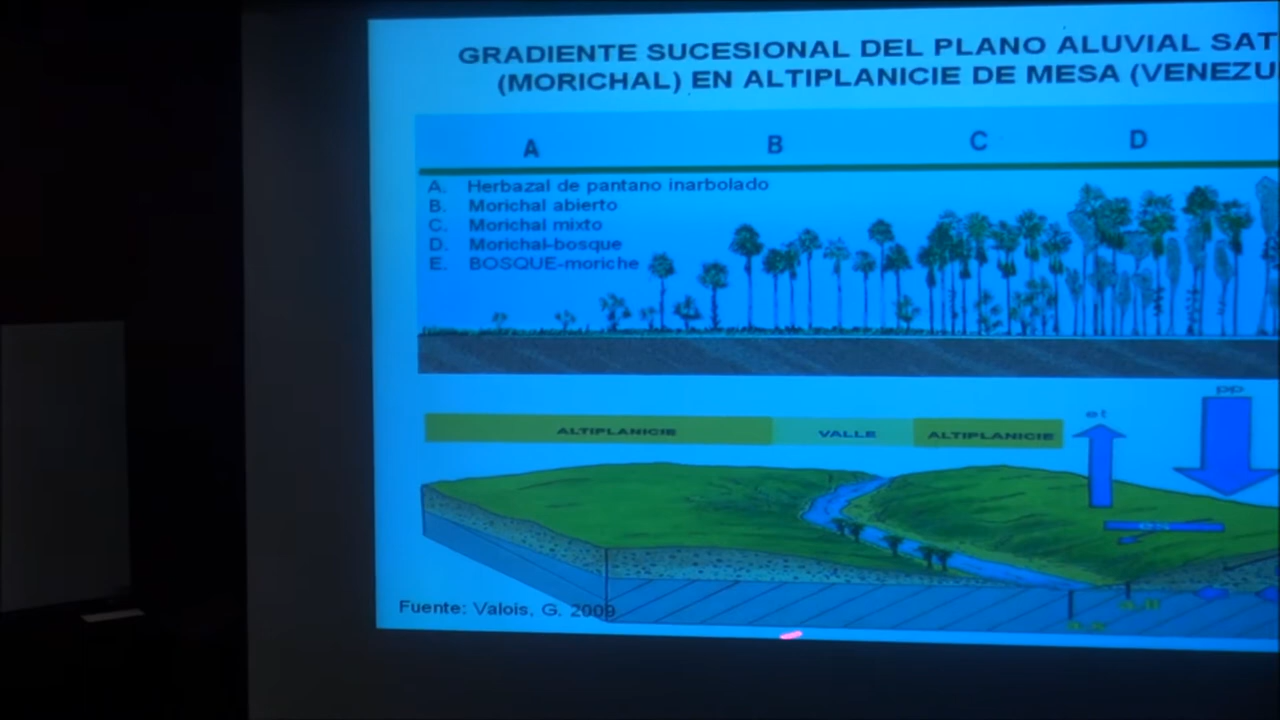 GRADIENTE SUCESIONAL DEL PLANO ALUVIAL SAT
(MORICHAL) EN ALTIPLANICIE DE MESA (VENEZU
A B C D
A. Herbazal de pantano inarbolado
B. Morichal abierto
C. Morichal mixto
D. Morichal-bosque
E. BOSQUE-moriche
pp
et
ALTIPLANICIE VALLE ALTIPLANICIE
Fuente: Valois, G. 2009